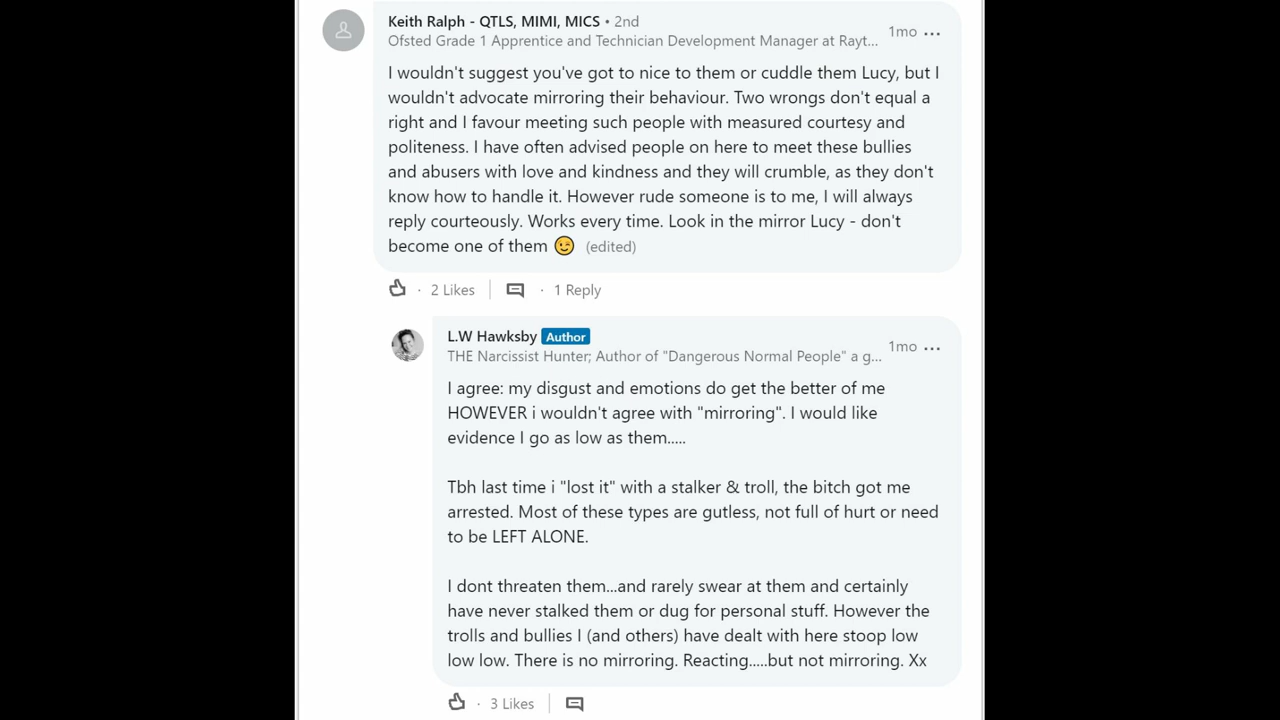 Keith Ralph - QTLS, MIMI, MICS • 2nd
Ofsted Grade 1 Apprentice and Technician Development Manager at Rayt...
1mo ...
I wouldn't suggest you've got to nice to them or cuddle them Lucy, but I
wouldn't advocate mirroring their behaviour. Two wrongs don't equal a
right and I favour meeting such people with measured courtesy and
politeness. I have often advised people on here to meet these bullies
and abusers with love and kindness and they will crumble, as they don't
know how to handle it. However rude someone is to me, I will always
reply courteously. Works every time. Look in the mirror Lucy - don't
become one of them 😉 (edited)
· 2 Likes · 1 Reply
L.W Hawksby Author
THE Narcissist Hunter; Author of "Dangerous Normal People" a g...
1mo ...
I agree: my disgust and emotions do get the better of me
HOWEVER i wouldn't agree with "mirroring". I would like
evidence I go as low as them.....
Tbh last time i "lost it" with a stalker & troll, the bitch got me
arrested. Most of these types are gutless, not full of hurt or need
to be LEFT ALONE.
I dont threaten them...and rarely swear at them and certainly
have never stalked them or dug for personal stuff. However the
trolls and bullies I (and others) have dealt with here stoop low
low low. There is no mirroring. Reacting.....but not mirroring. Xx
· 3 Likes